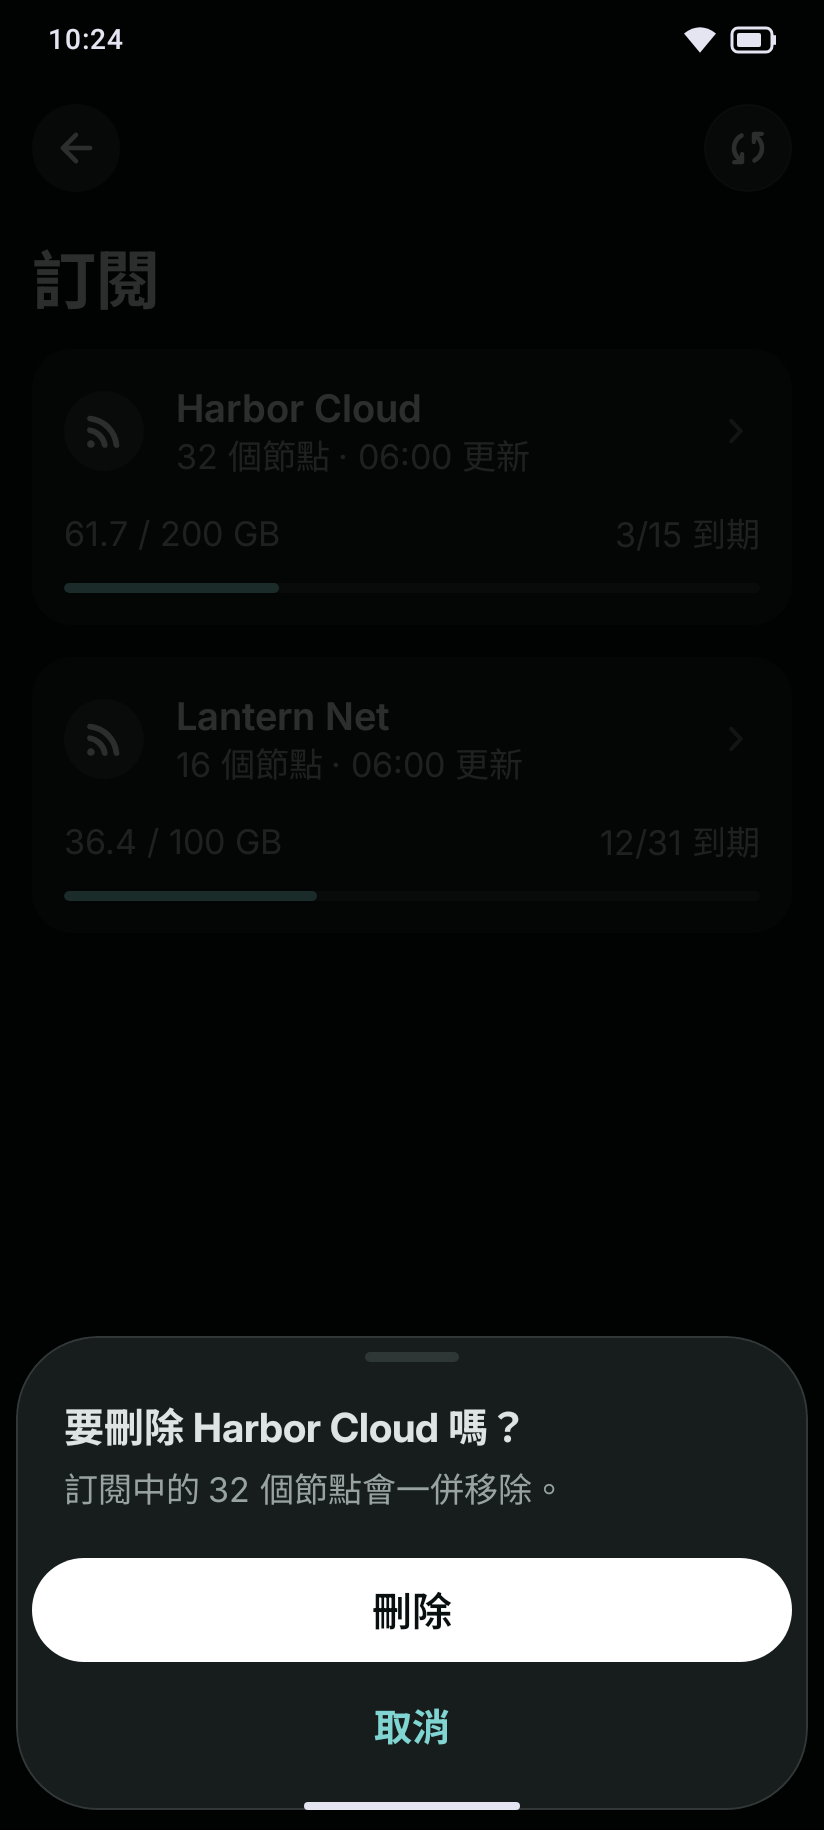 10:24
訂閱
Harbor Cloud
32 個節點 · 06:00 更新
61.7 / 200 GB
3/15 到期
Lantern Net
16 個節點 · 06:00 更新
36.4 / 100 GB
12/31 到期
要刪除 Harbor Cloud 嗎？
訂閱中的 32 個節點會一併移除。
刪除
取消